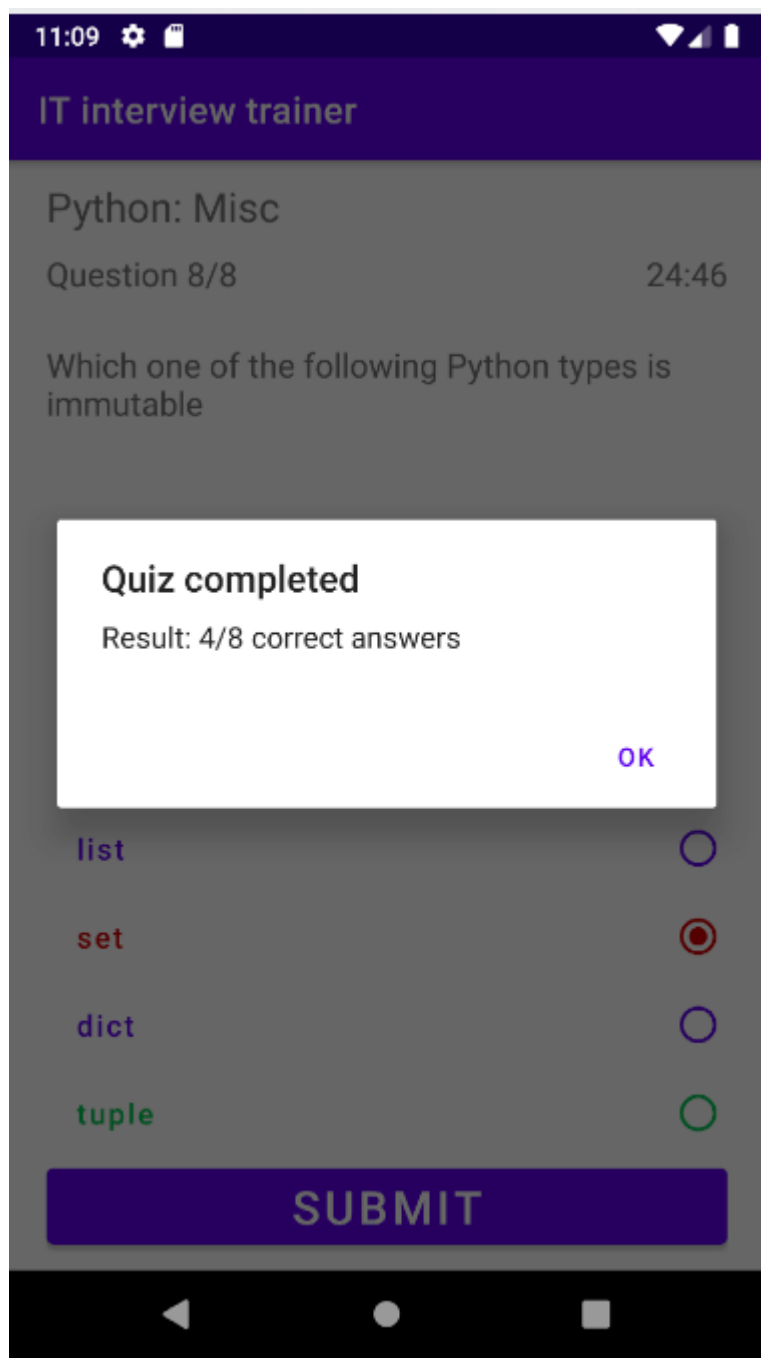 11:09
IT interview trainer
Python: Misc
Question 8/8 24:46
Which one of the following Python types is
immutable
Quiz completed
Result: 4/8 correct answers
OK
list
set
dict
tuple
SUBMIT